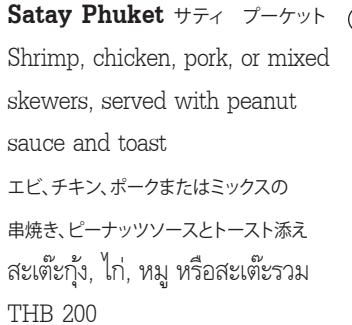 Satay Phuket サティ　プーケット
Shrimp, chicken, pork, or mixed
skewers, served with peanut
sauce and toast
エビ、チキン、ポークまたはミックスの
串焼き、ピーナッツソースとトースト添え
สะเต๊ะกุ้ง, ไก่, หมู หรือสะเต๊ะรวม
THB 200